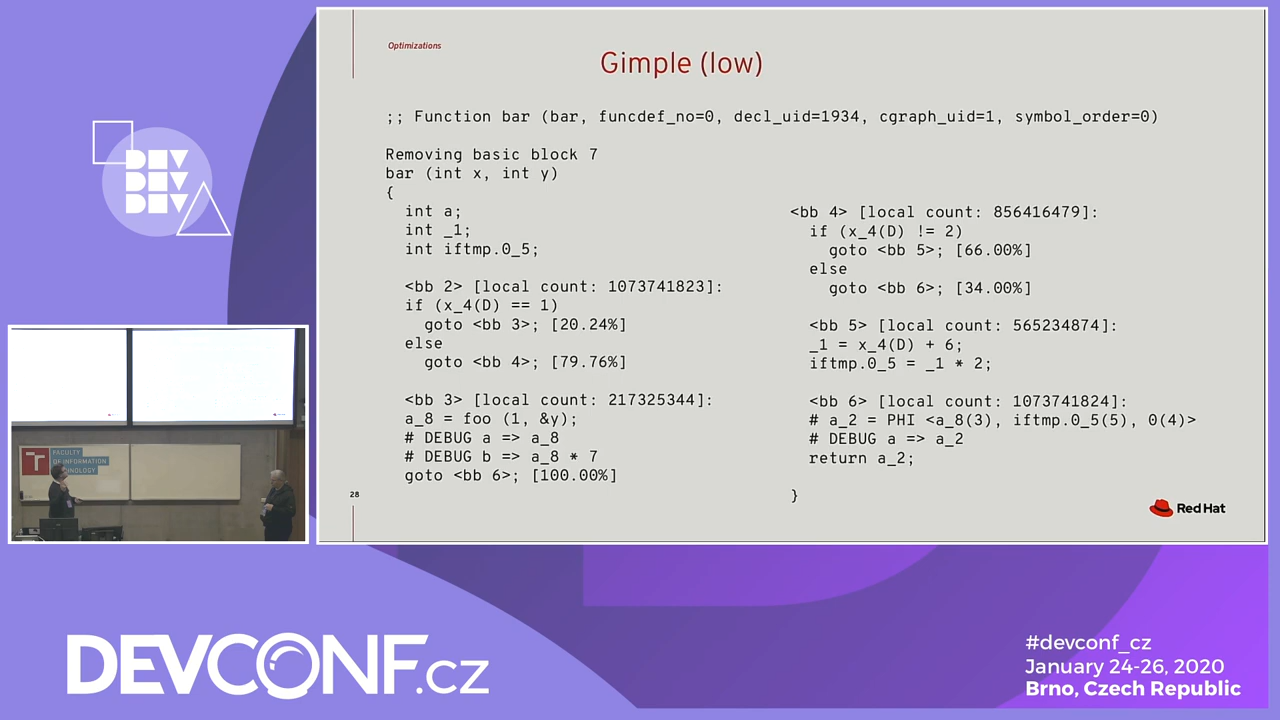 Optimizations
Gimple (low)
;; Function bar (bar, funcdef_no=0, decl_uid=1934, cgraph_uid=1, symbol_order=0)
Removing basic block 7
bar (int x, int y)
{
int a;
int _1;
int iftmp.0_5;
<bb 2> [local count: 1073741823]:
if (x_4(D) == 1)
goto <bb 3>; [20.24%]
else
goto <bb 4>; [79.76%]
<bb 3> [local count: 217325344]:
a_8 = foo (1, &y);
# DEBUG a => a_8
# DEBUG b => a_8 * 7
goto <bb 6>; [100.00%]
<bb 4> [local count: 856416479]:
if (x_4(D) != 2)
goto <bb 5>; [66.00%]
else
goto <bb 6>; [34.00%]
<bb 5> [local count: 565234874]:
_1 = x_4(D) + 6;
iftmp.0_5 = _1 * 2;
<bb 6> [local count: 1073741824]:
# a_2 = PHI <a_8(3), iftmp.0_5(5), 0(4)>
# DEBUG a => a_2
return a_2;
}
28
Red Hat
DEV
DEV
DEV
T
FACULTY
OF INFORMATION
DEVCONF.cz
#devconf_cz
January 24-26, 2020
Brno, Czech Republic